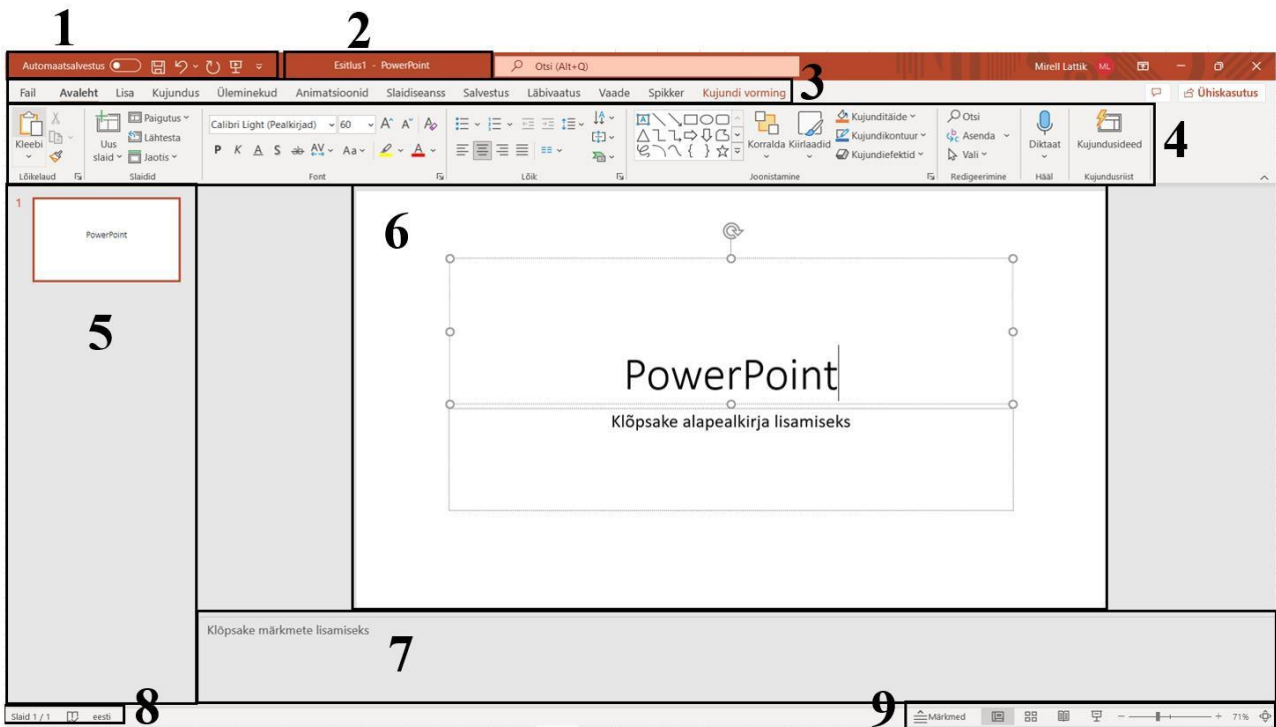 1
2
Automaatsalvestus
Esitlus1 - PowerPoint
Otsi (Alt+Q)
Mirell Lattik
ML
3
Fail Avaleht Lisa Kujundus Üleminekud Animatsioonid Slaidiseanss Salvestus Läbivaatus Vaade Spikker Kujundi vorming
Ühiskasutus
4
Kleebi
Uus
slaid
Paigutus
Lähtesta
Jaotis
Calibri Light (Pealkirjad) 60 A A A
P K A S ab AV Aa A
Korralda Kiirlaadid
Kujunditäide
Kujundikontuur
Kujundiefektid
Otsi
Asenda
Vali
Diktaat
Kujundusideed
Lõikelaud Slaidid Font Lõik Joonistamine Redigeerimine Hääl Kujundusriist
1
PowerPoint
5
6
PowerPoint
Klõpsake alapealkirja lisamiseks
Klõpsake märkmete lisamiseks
7
8
9
Slaid 1 / 1 eesti
Märkmed
71%